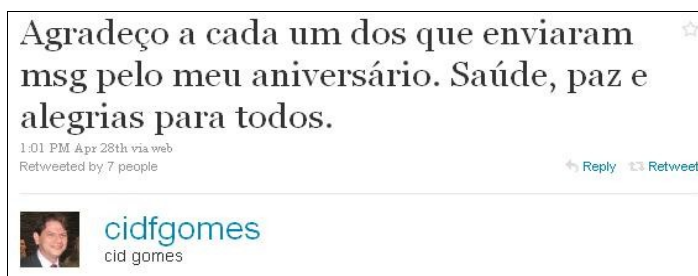 Agradeço a cada um dos que enviaram
msg pelo meu aniversário. Saúde, paz e
alegrias para todos.
1:01 PM Apr 28th via web
Retweeted by 7 people
Reply Retweet
cidfgomes
cid gomes